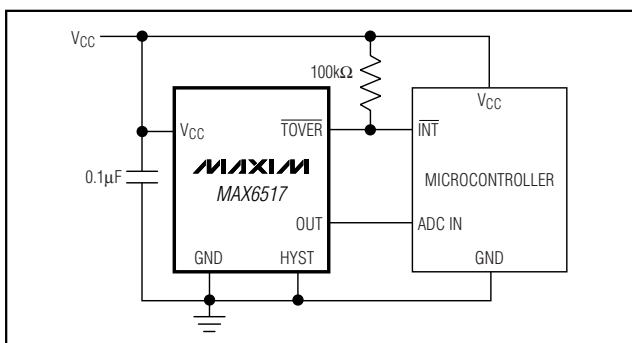 VCC
100kΩ
VCC
VCC
TOVER
INT
MAXIM
MAX6517
MICROCONTROLLER
0.1µF
OUT
ADC IN
GND
HYST
GND